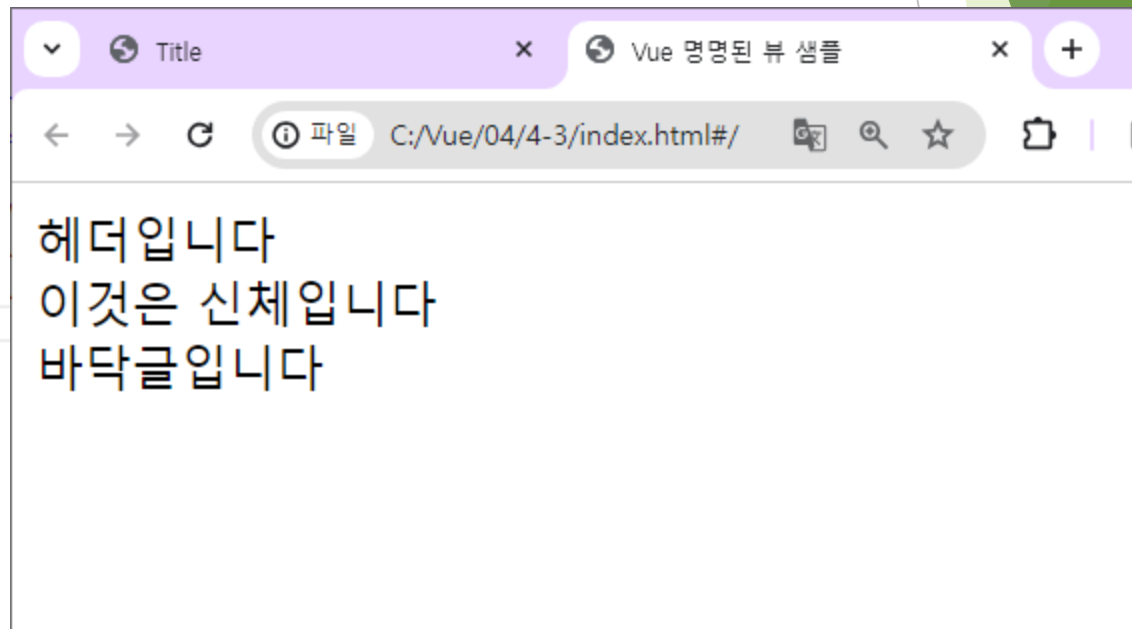 Title
Vue 명명된 뷰 샘플
파일 C:/Vue/04/4-3/index.html#/
헤더입니다
이것은 신체입니다
바닥글입니다